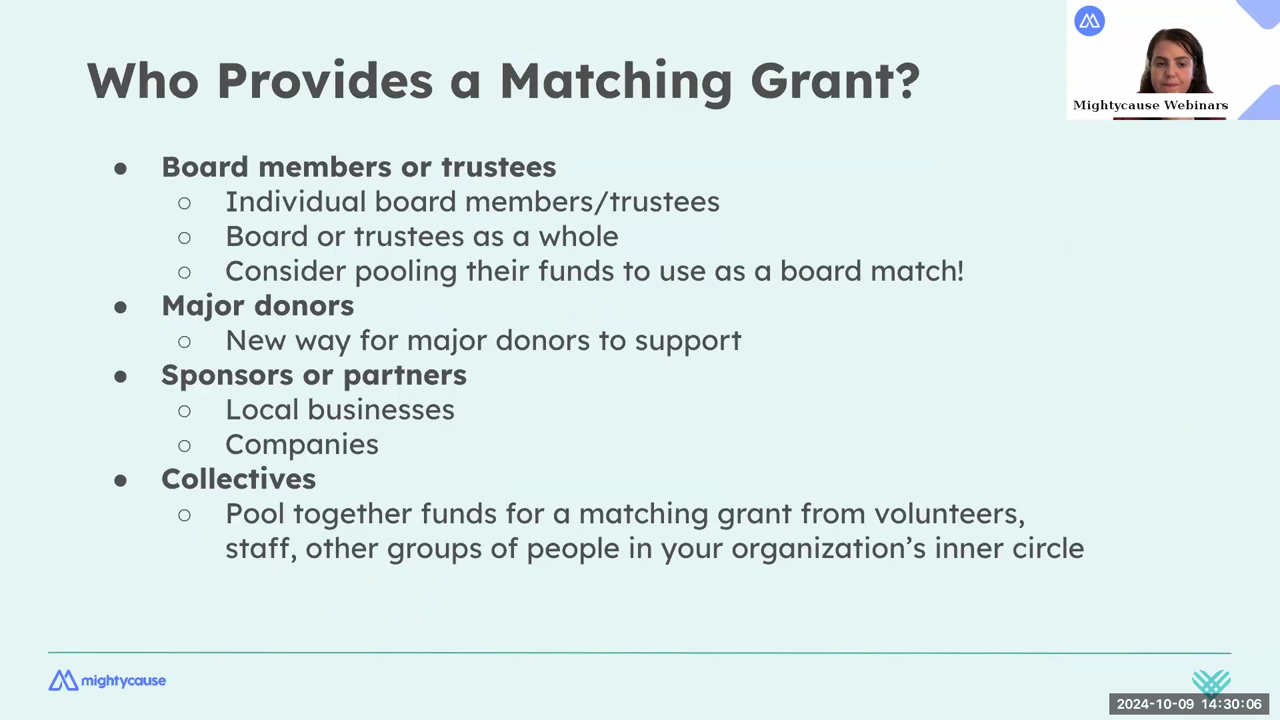 Who Provides a Matching Grant?
Mightycause Webinars
● Board members or trustees
○ Individual board members/trustees
○ Board or trustees as a whole
○ Consider pooling their funds to use as a board match!
● Major donors
○ New way for major donors to support
● Sponsors or partners
○ Local businesses
○ Companies
● Collectives
○ Pool together funds for a matching grant from volunteers,
staff, other groups of people in your organization’s inner circle
mightycause
2024-10-09 14:30:06